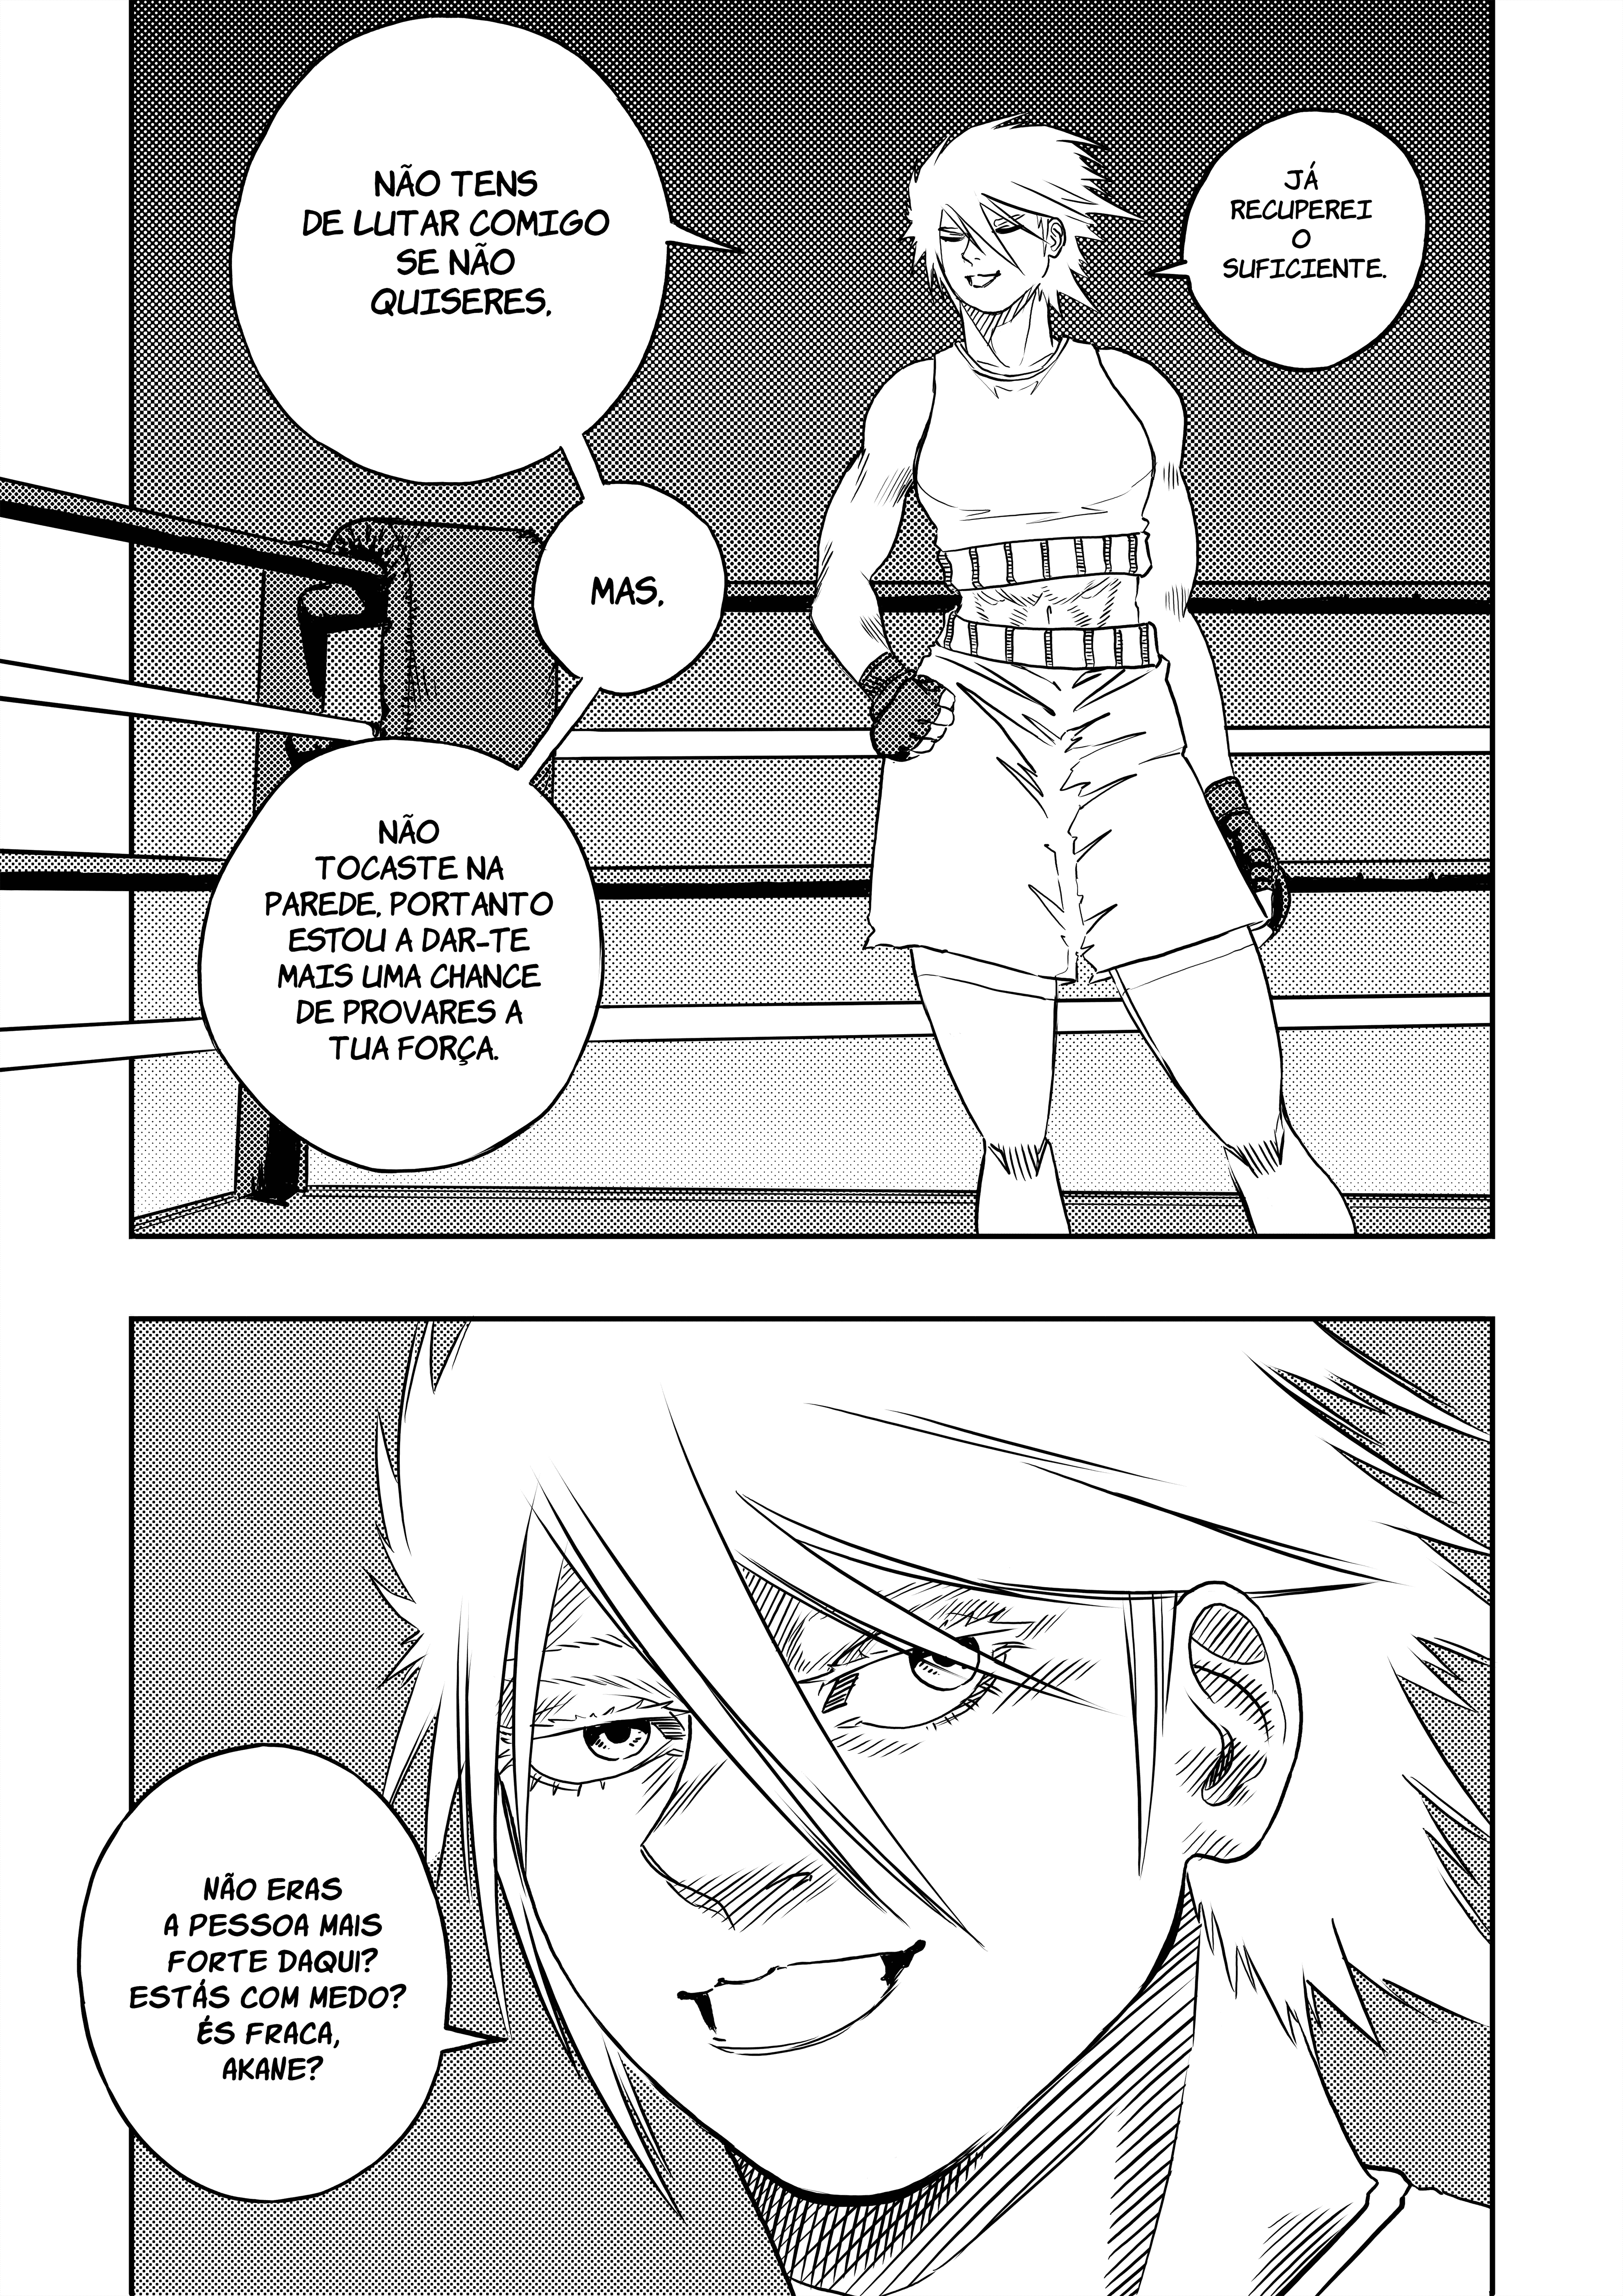 JÁ
RECUPEREI
O
SUFICIENTE.
NÃO TENS
DE LUTAR COMIGO
SE NÃO
QUISERES,
MAS,
NÃO
TOCASTE NA
PAREDE, PORTANTO
ESTOU A DAR-TE
MAIS UMA CHANCE
DE PROVARES A
TUA FORÇA.
NÃO ERAS
A PESSOA MAIS
FORTE DAQUI?
ESTÁS COM MEDO?
ÉS FRACA,
AKANE?